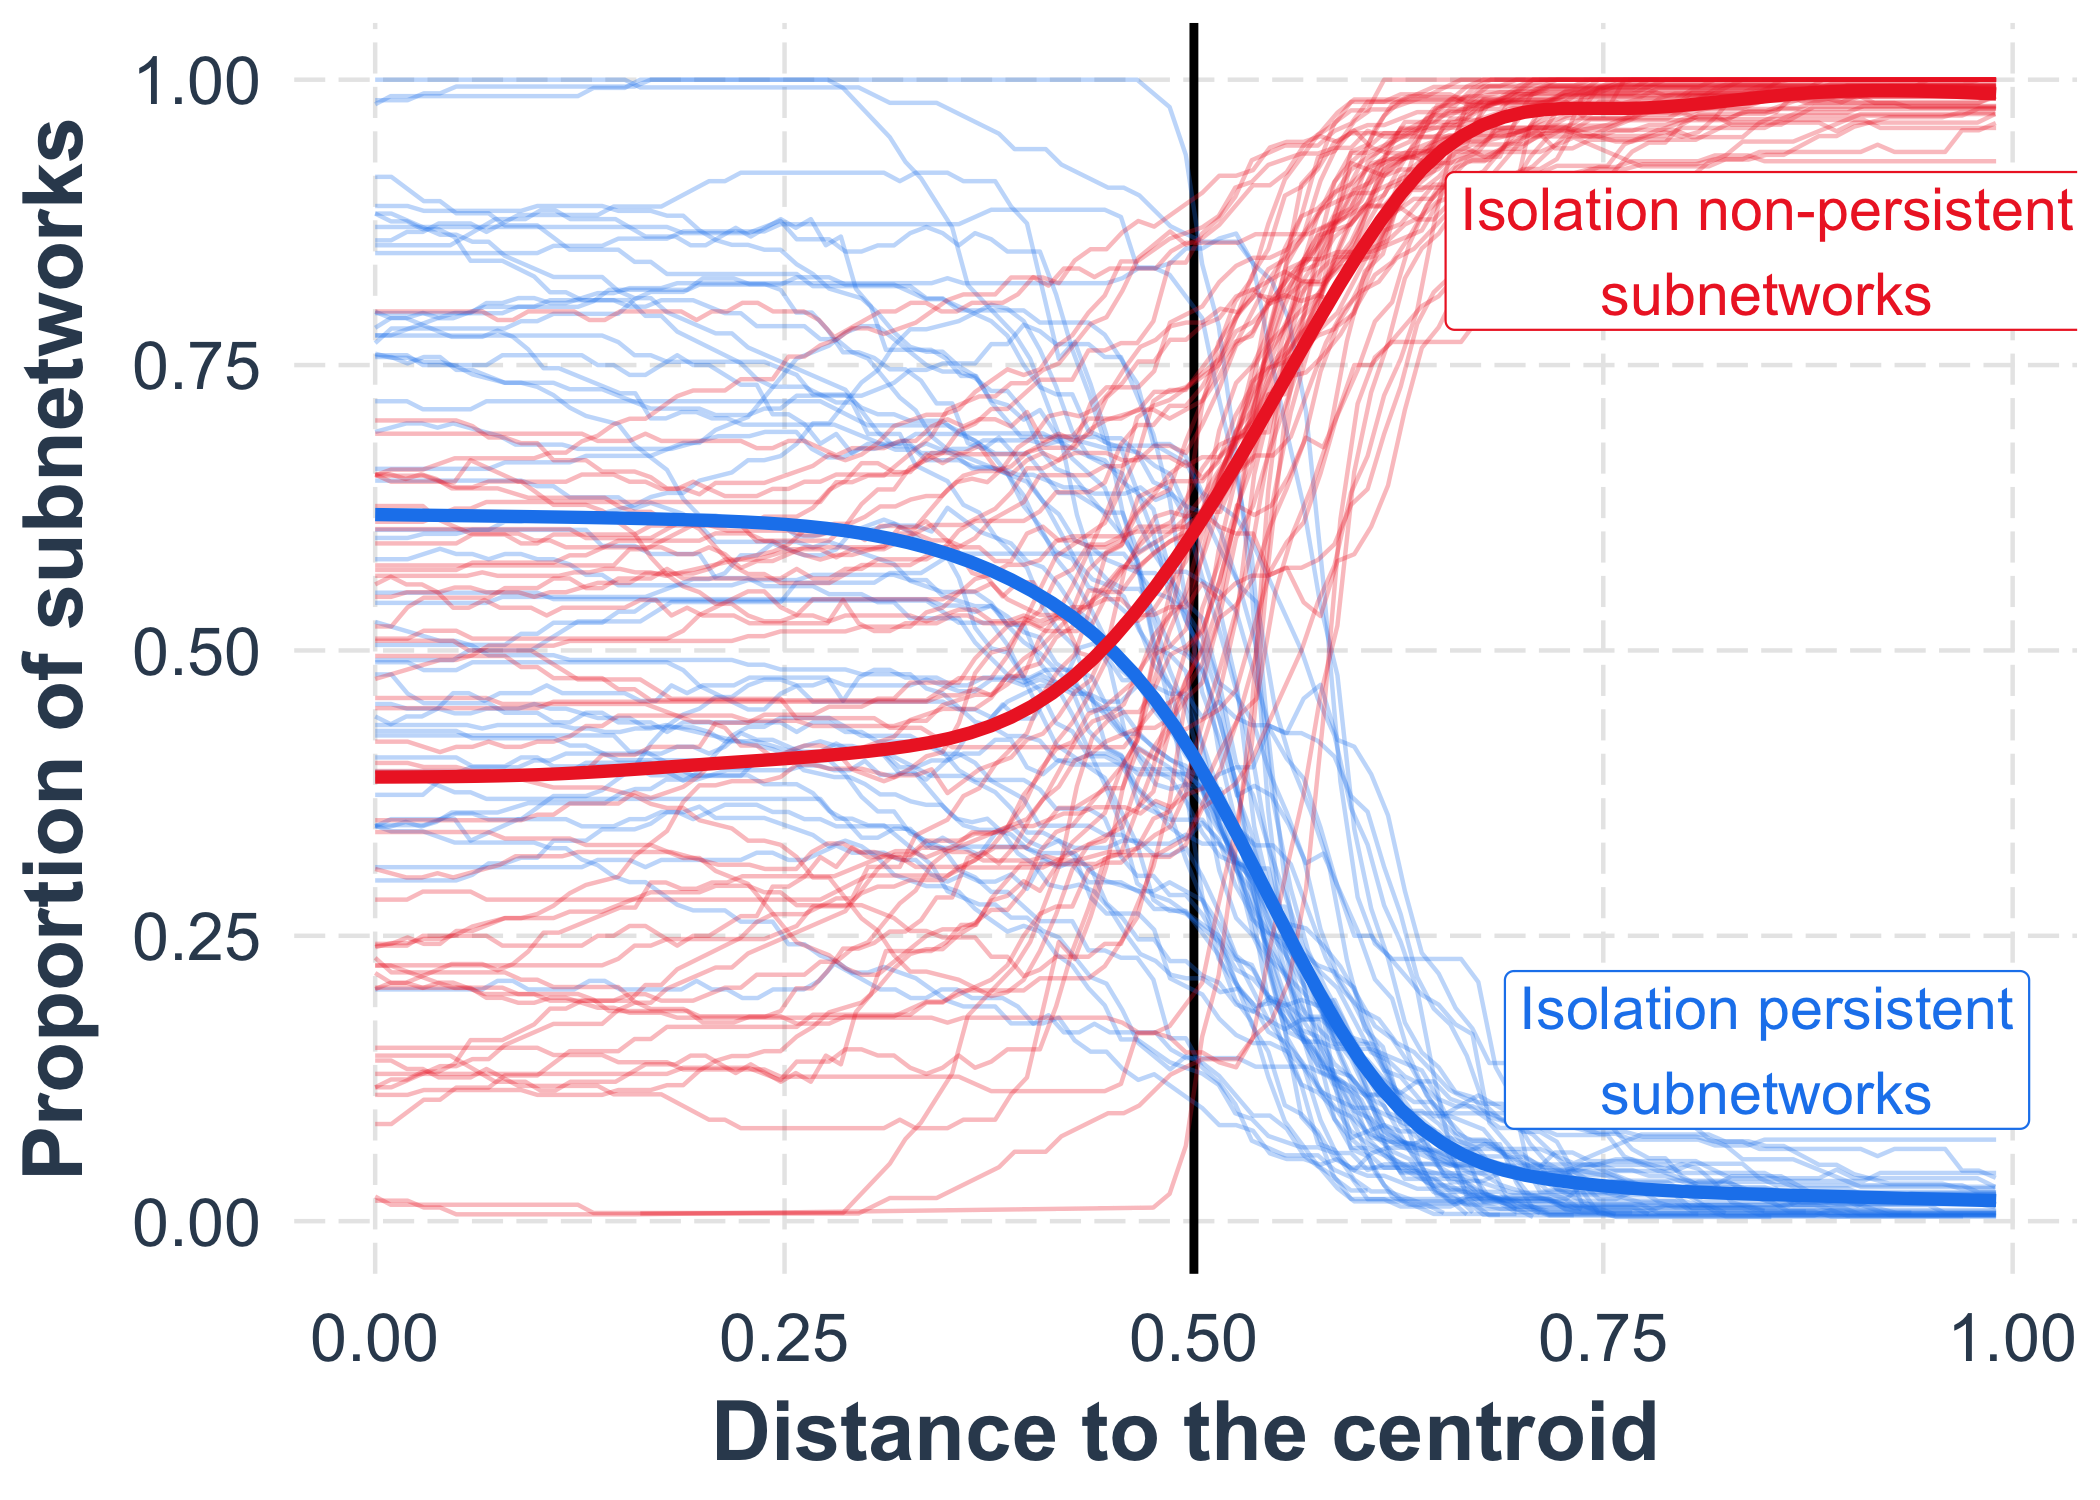 Proportion of subnetworks
1.00
0.75
0.50
0.25
0.00
Isolation non-persistent
subnetworks
Isolation persistent
subnetworks
0.00
0.25
0.50
0.75
1.00
Distance to the centroid